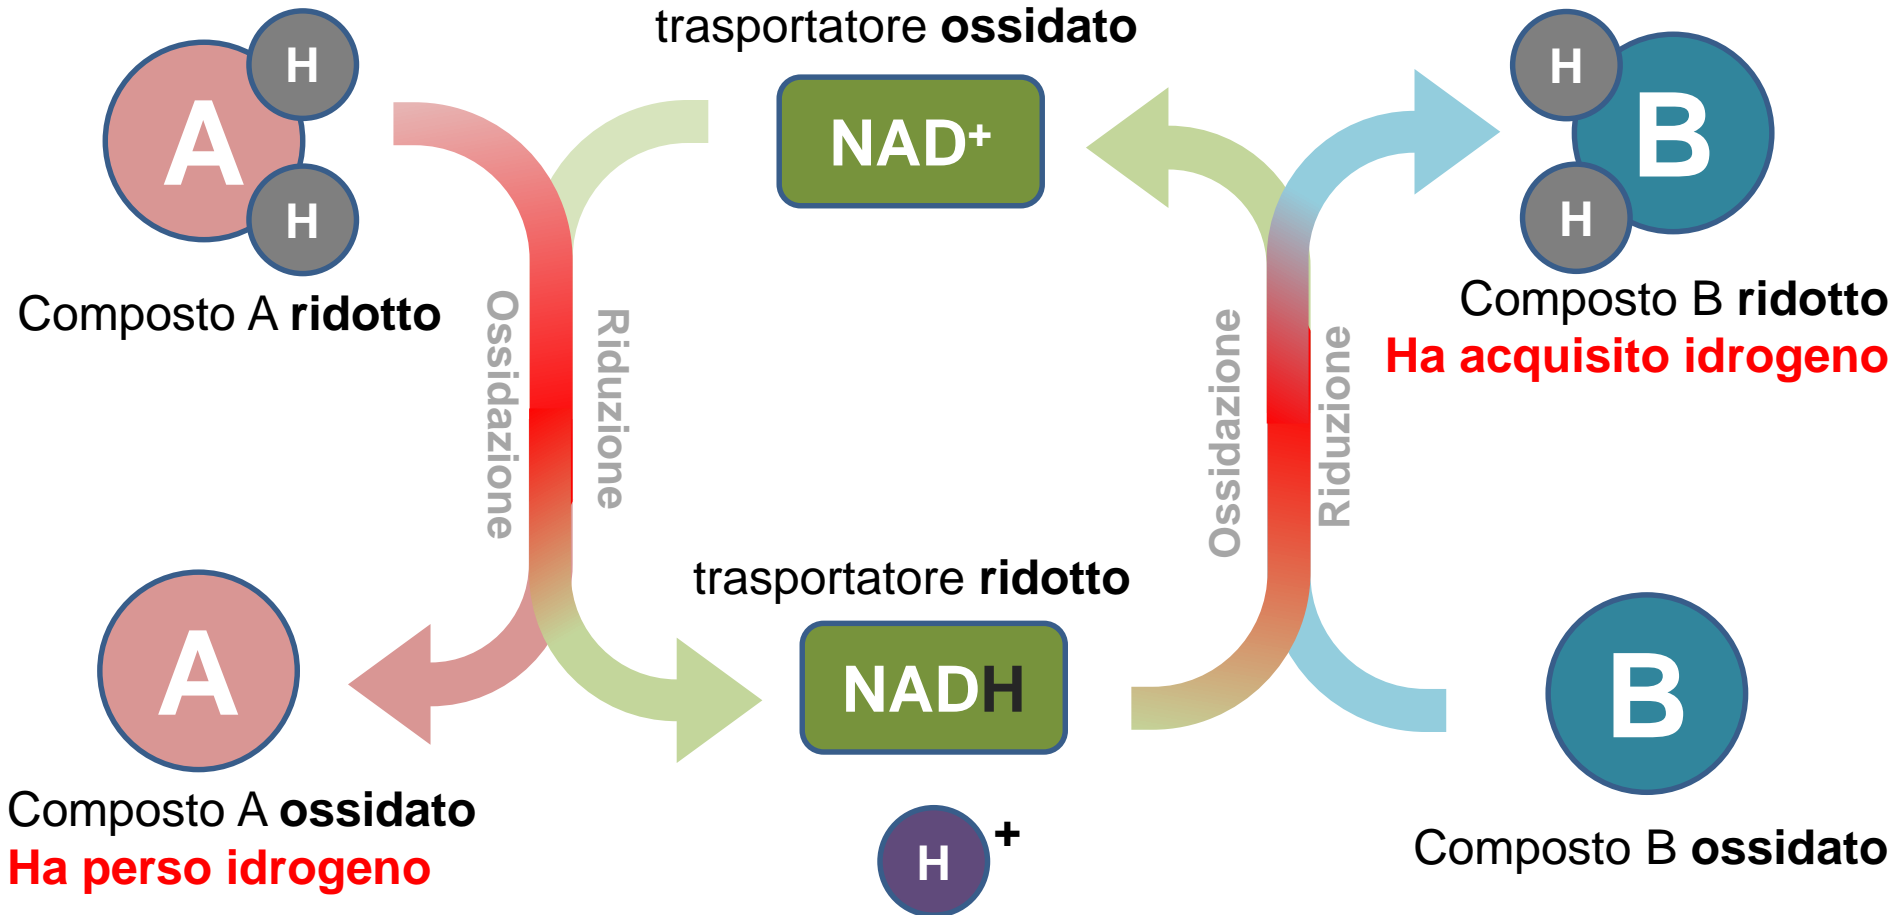 trasportatore ossidato
H
A
H
Composto A ridotto
NAD+
H
B
H
Composto B ridotto
Ha acquisito idrogeno
Ossidazione
Riduzione
Ossidazione
Riduzione
trasportatore ridotto
A
NADH
B
Composto A ossidato
Ha perso idrogeno
H+
Composto B ossidato